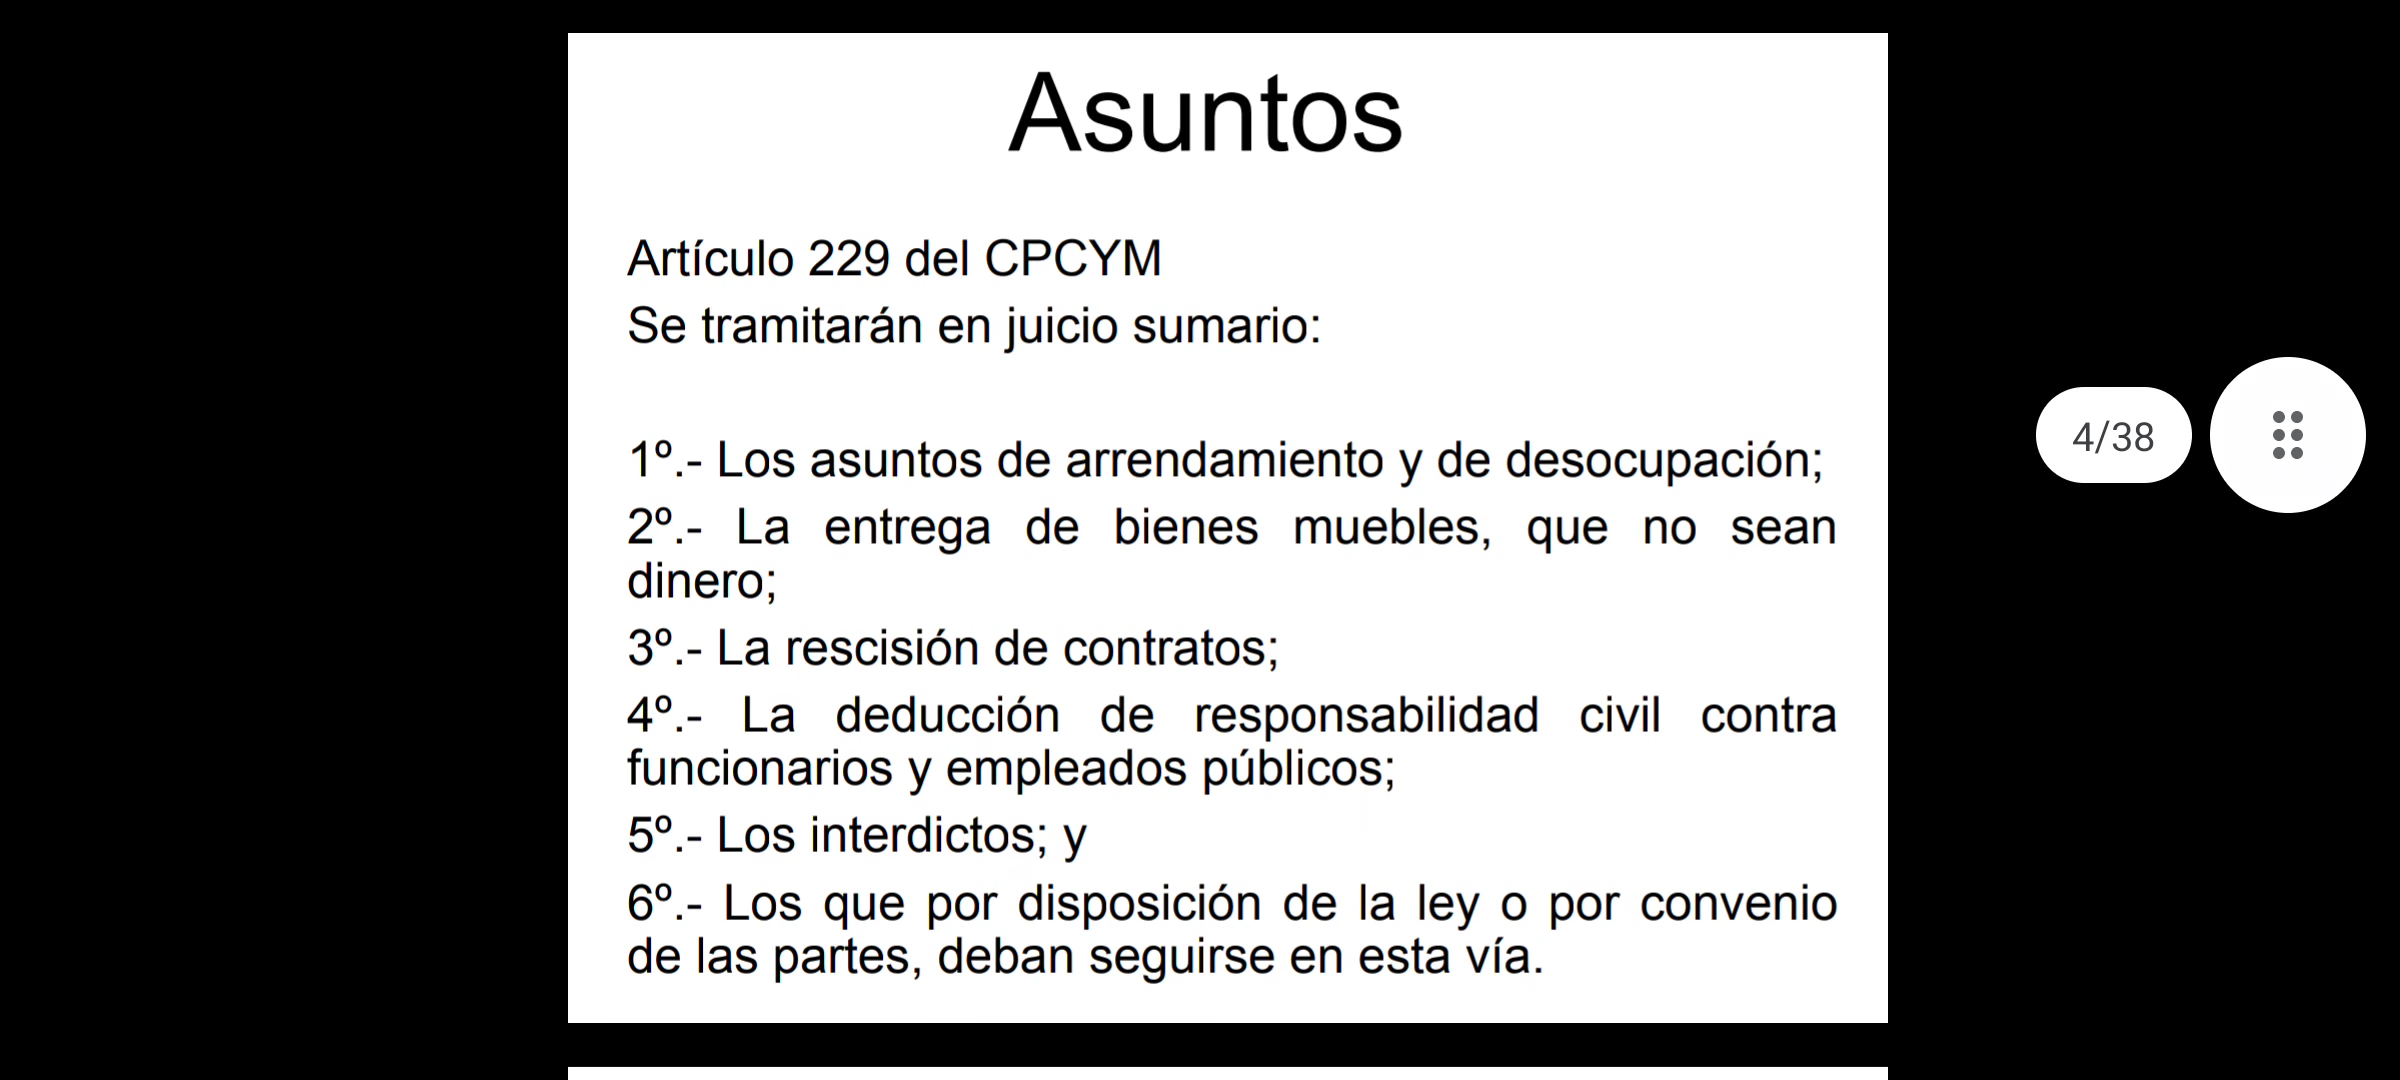 Asuntos
Artículo 229 del CPCYM
Se tramitarán en juicio sumario:
1º.- Los asuntos de arrendamiento y de desocupación;
2º.- La entrega de bienes muebles, que no sean
dinero;
3º.- La rescisión de contratos;
4º.- La deducción de responsabilidad civil contra
funcionarios y empleados públicos;
5º.- Los interdictos; y
6º.- Los que por disposición de la ley o por convenio
de las partes, deban seguirse en esta vía.
4/38